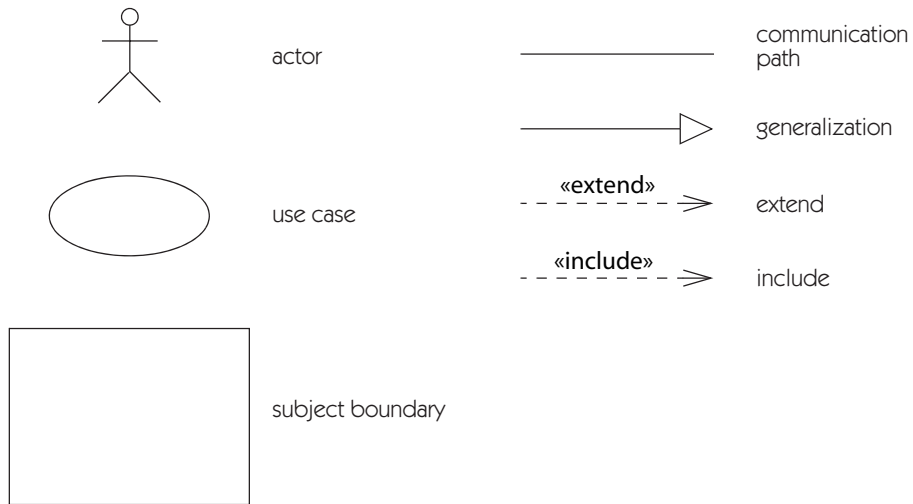 actor
use case
subject boundary
communication
path
generalization
«extend»
extend
«include»
include